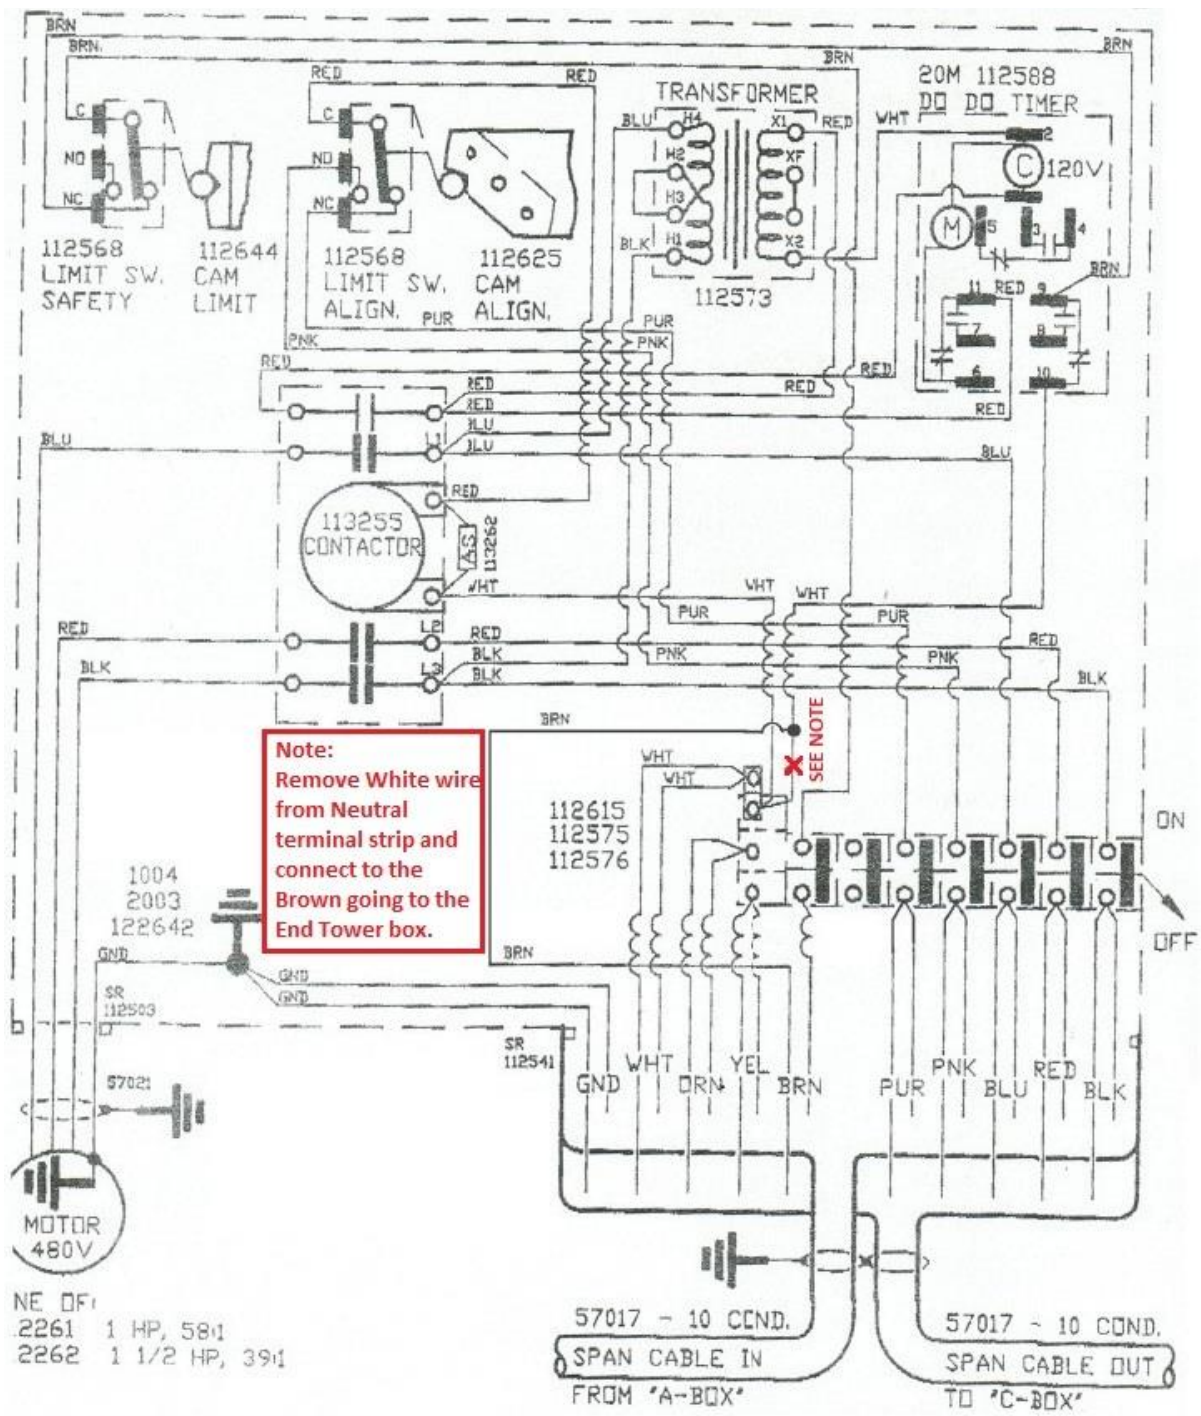 BRN
BRN
BRN.
BRN
RED
RED
TRANSFORMER
20M 112588
DO DO TIMER
C
NO
NC
C
NO
NC
BLU
H4
H2
H3
H1
BLK
X1
XF
X2
RED
WHT
2
C
120V
M
5
3
4
BRN
11
RED
9
7
8
6
10
112568
LIMIT SW.
SAFETY
112644
CAM
LIMIT
112568
LIMIT SW.
ALIGN.
112625
CAM
ALIGN.
112573
PUR
PUR
PNK
PNK
RED
RED
RED
RED
RED
RED
BLU
L1
BLU
BLU
BLU
RED
113255
CONTACTOR
A.S.
113262
WHT
WHT
WHT
PUR
PUR
RED
L2
RED
RED
BLK
BLK
L3
BLK
PNK
PNK
BLK
BRN
SEE NOTE
Note:
Remove White wire
from Neutral
terminal strip and
connect to the
Brown going to the
End Tower box.
WHT
WHT
112615
112575
112576
ON
OFF
1004
2003
122642
GND
GND
GND
BRN
SR
112503
SR
112541
57021
GND
WHT
ORN
YEL
BRN
PUR
PNK
BLU
RED
BLK
MOTOR
480V
NE OF:
2261 1 HP, 58:1
2262 1 1/2 HP, 39:1
57017 - 10 COND.
SPAN CABLE IN
FROM "A-BOX"
57017 - 10 COND.
SPAN CABLE OUT
TO "C-BOX"